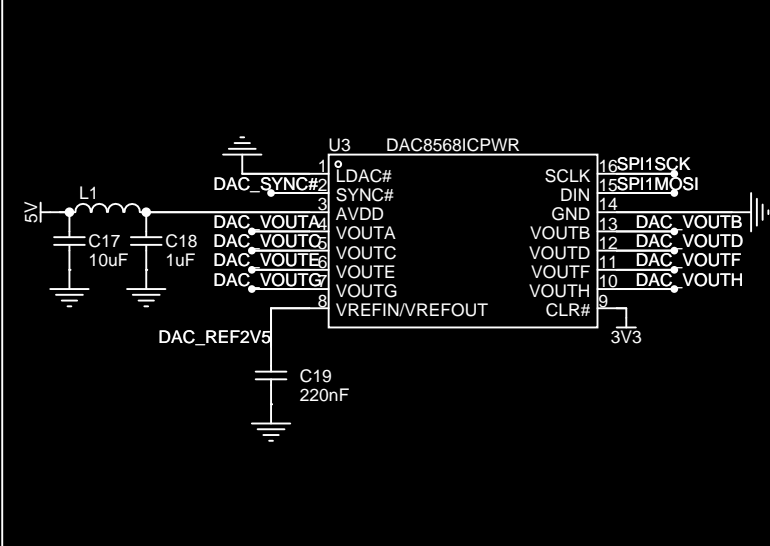 U3 DAC8568ICPWR
1 LDAC# SCLK 16 SPI1SCK
DAC_SYNC# 2 SYNC# DIN 15 SPI1MOSI
L1
5V
3 AVDD GND 14
DAC_VOUTA 4 VOUTA VOUTB 13 DAC_VOUTB
C17 C18
DAC_VOUTC 5 VOUTC VOUTD 12 DAC_VOUTD
10uF 1uF
DAC_VOUTE 6 VOUTE VOUTF 11 DAC_VOUTF
DAC_VOUTG 7 VOUTG VOUTH 10 DAC_VOUTH
8 VREFIN/VREFOUT CLR# 9
DAC_REF2V5
3V3
C19
220nF